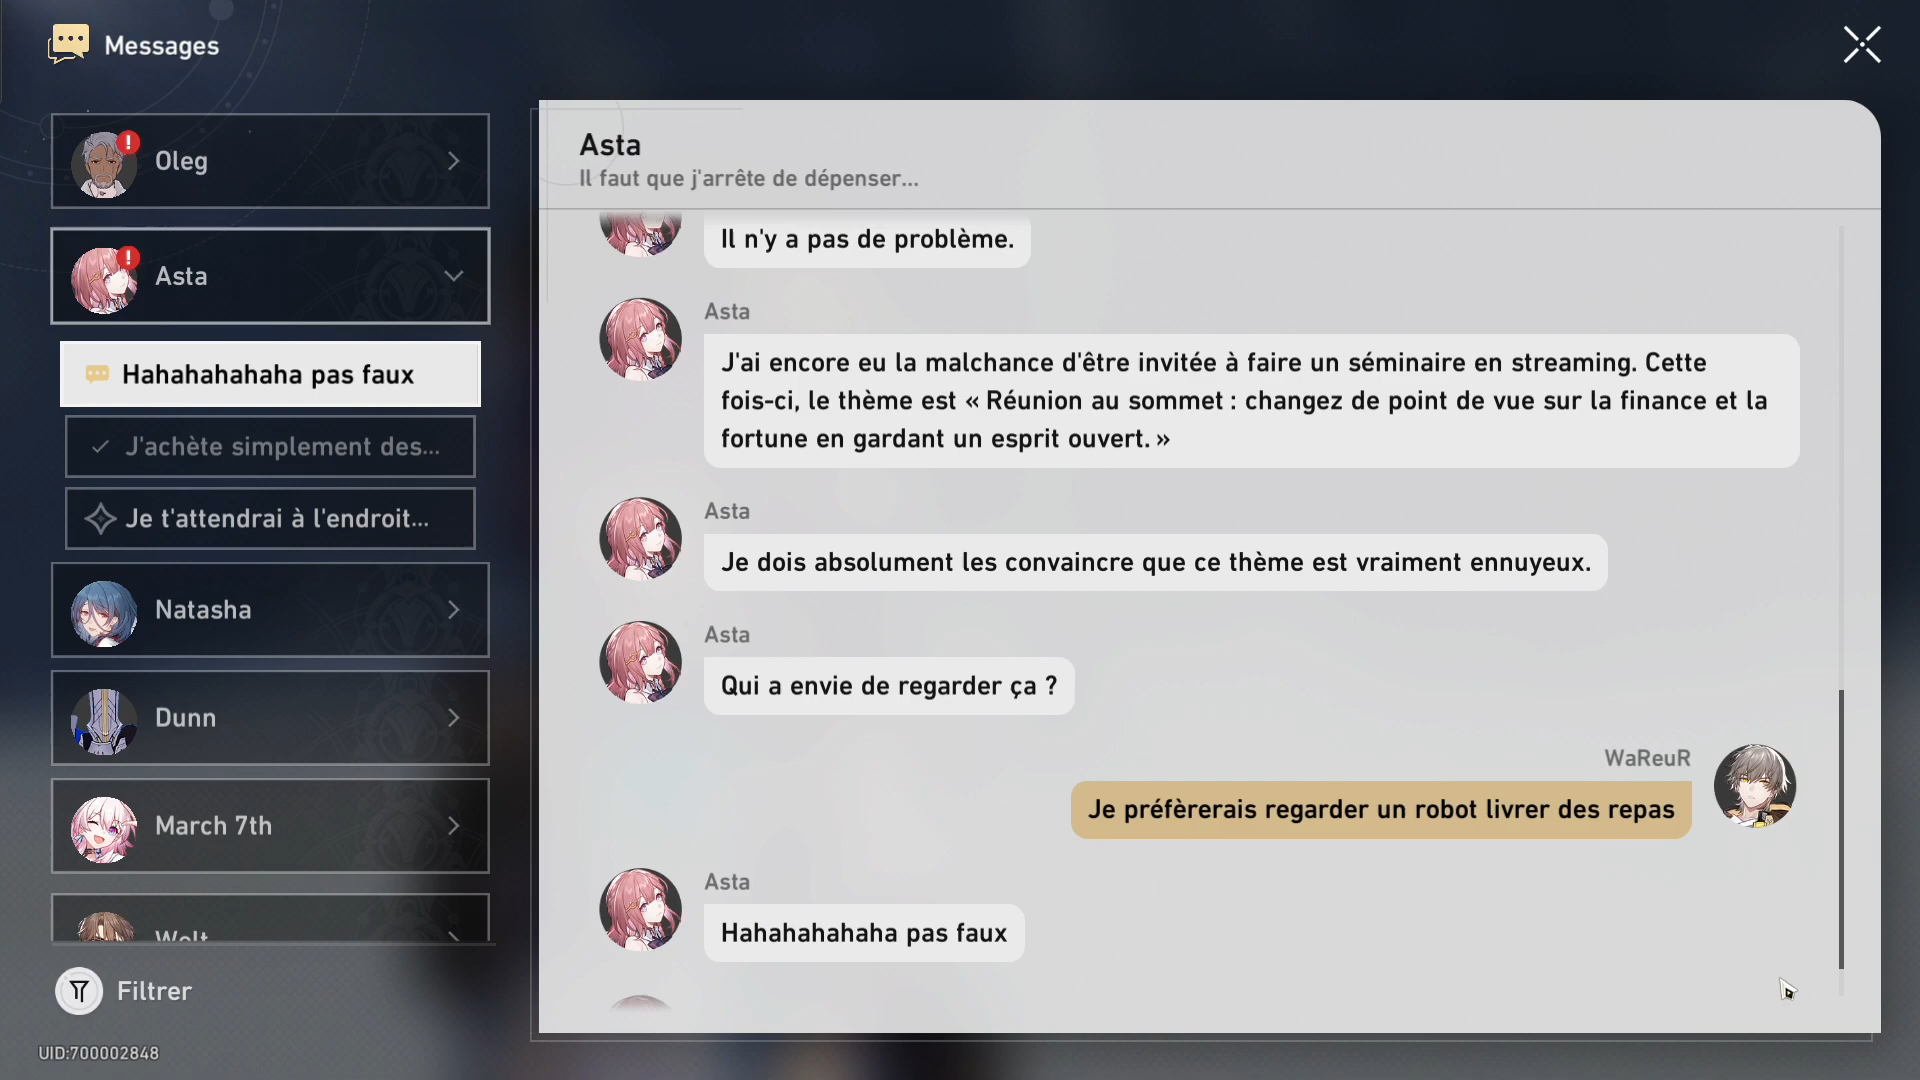 Messages
Oleg
Asta
Hahahahahaha pas faux
J'achète simplement des...
Je t'attendrai à l'endroit...
Natasha
Dunn
March 7th
Welt
Filtrer
UID:700002848
Asta
Il faut que j'arrête de dépenser...
Il n'y a pas de problème.
Asta
J'ai encore eu la malchance d'être invitée à faire un séminaire en streaming. Cette
fois-ci, le thème est « Réunion au sommet : changez de point de vue sur la finance et la
fortune en gardant un esprit ouvert. »
Asta
Je dois absolument les convaincre que ce thème est vraiment ennuyeux.
Asta
Qui a envie de regarder ça ?
WaReuR
Je préfèrerais regarder un robot livrer des repas
Asta
Hahahahahaha pas faux